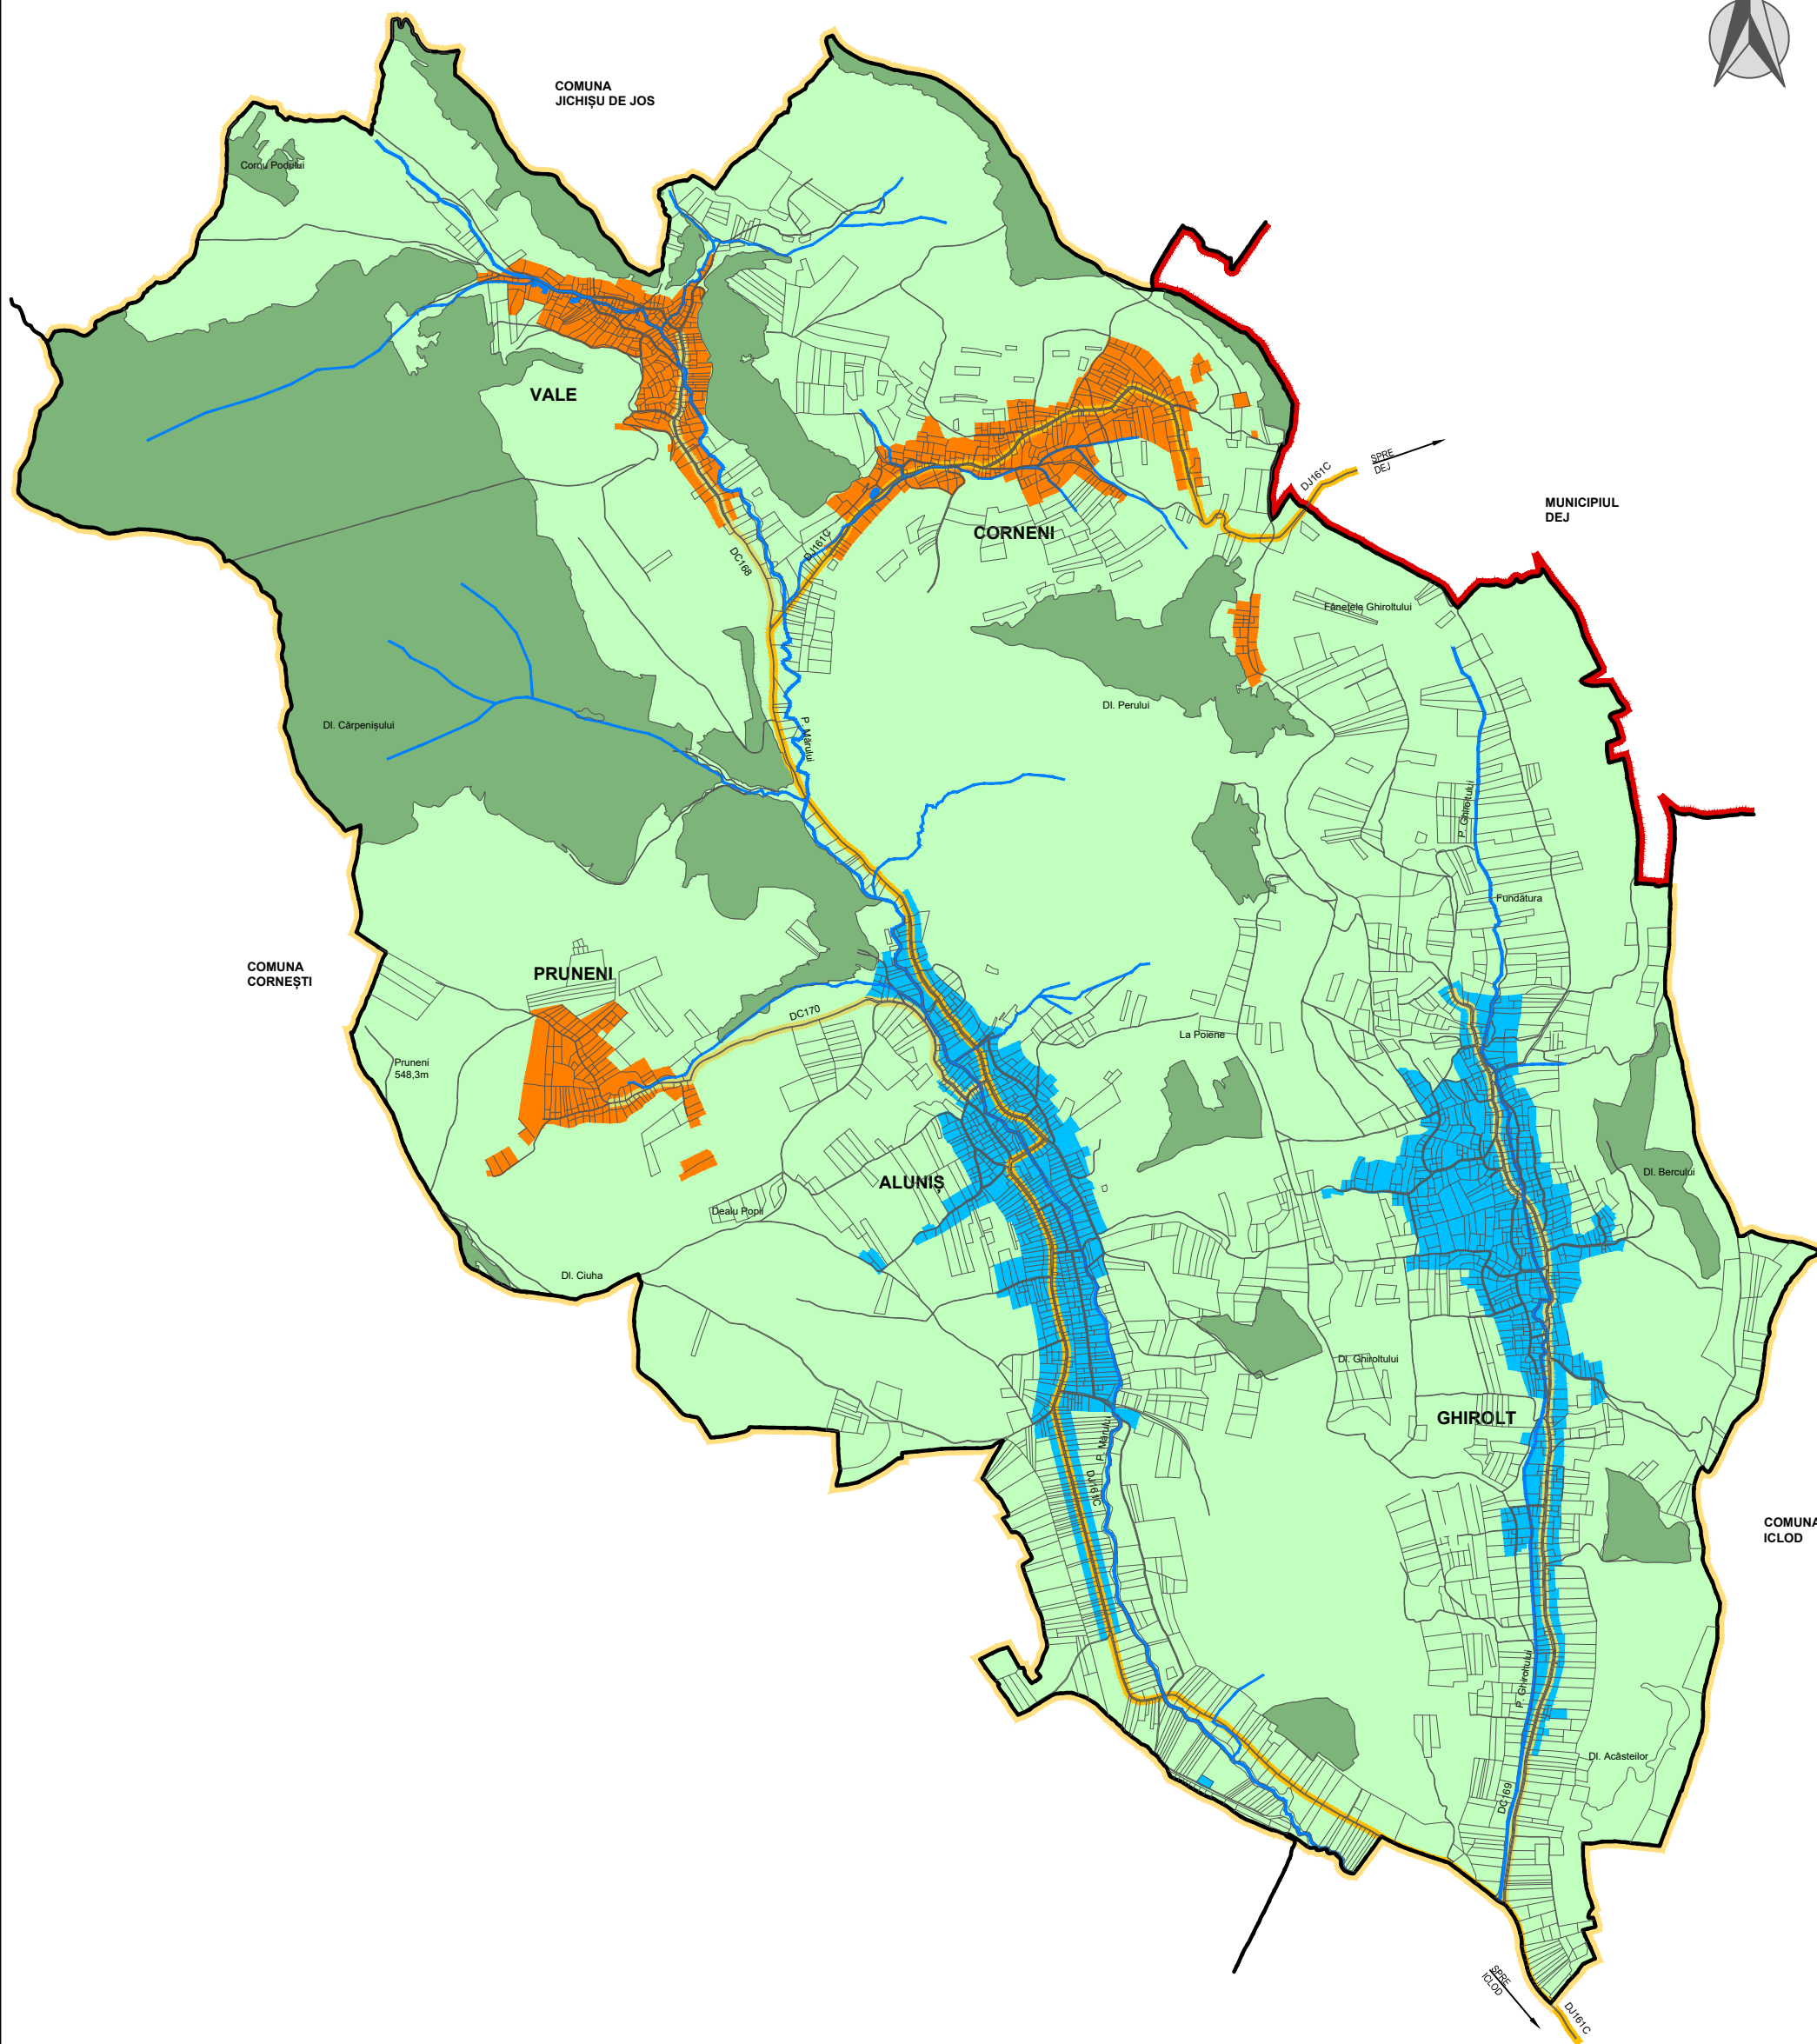 COMUNA
JICHIȘU DE JOS
Cornu Podului
VALE
SPRE
DEJ
DJ161C
MUNICIPIUL
DEJ
CORNENI
DJ161C
DC168
Fânețele Ghiroltului
Dl. Perului
Dl. Cărpenișului
P. Mărului
P. Ghiroltului
Fundătura
COMUNA
CORNEȘTI
PRUNENI
DC170
La Poiene
Pruneni
548,3m
Dl. Bercului
ALUNIȘ
Dealu Popii
Dl. Ciuha
Dl. Ghiroltului
GHIROLT
P. Mărului
DJ161C
COMUNA
ICLOD
P. Ghiroltului
Dl. Acăsteilor
DC169
SPRE
ICLOD
DJ161C